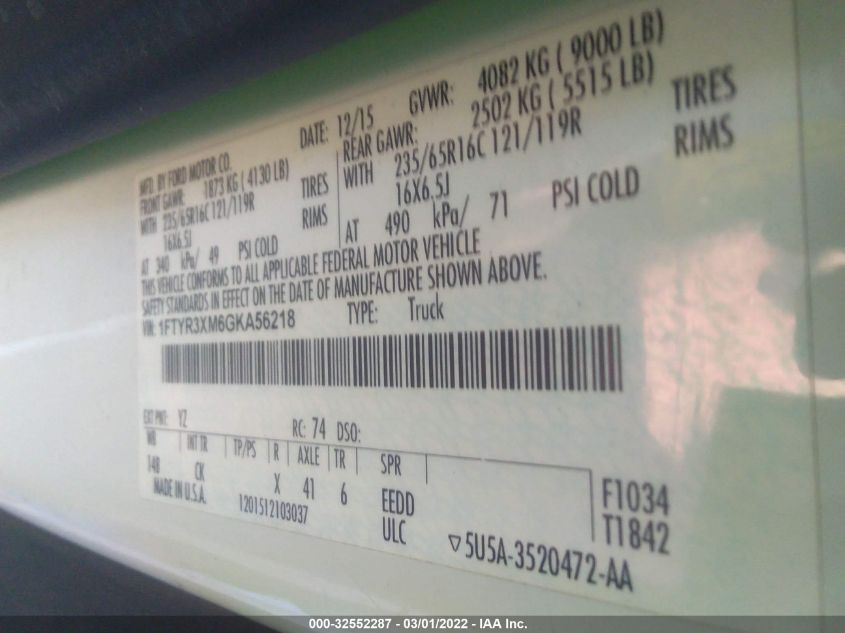 MFD. BY FORD MOTOR CO.
DATE: 12/15
GVWR: 4082 KG ( 9000 LB)
FRONT GAWR: 1873 KG ( 4130 LB)
REAR GAWR: 2502 KG ( 5515 LB)
WITH 235/65R16C 121/119R TIRES
WITH 235/65R16C 121/119R TIRES
16X6.5J RIMS
16X6.5J RIMS
AT 340 kPa/ 49 PSI COLD
AT 490 kPa/ 71 PSI COLD
THIS VEHICLE CONFORMS TO ALL APPLICABLE FEDERAL MOTOR VEHICLE
SAFETY STANDARDS IN EFFECT ON THE DATE OF MANUFACTURE SHOWN ABOVE.
VIN: 1FTYR3XM6GKA56218 TYPE: Truck
EXT PNT: YZ RC: 74 DSO:
WB INT TR TP/PS R AXLE TR SPR
148 CK X 41 6 EEDD
F1034
MADE IN U.S.A. 1201512103037 ULC
T1842
▽5U5A-3520472-AA
000-32552287 - 03/01/2022 - IAA Inc.